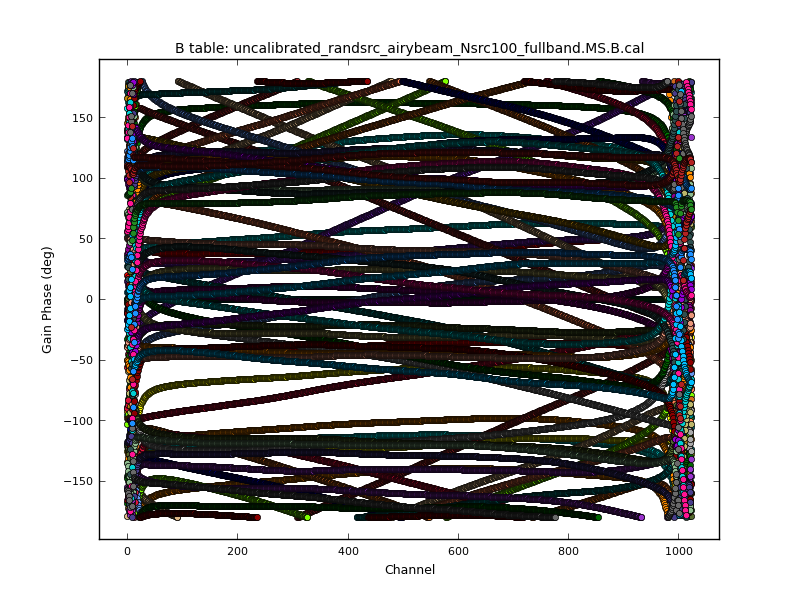 B table: uncalibrated_randsrc_airybeam_Nsrc100_fullband.MS.B.cal
Gain Phase (deg)
150
100
50
0
−50
−100
−150
0 200 400 600 800 1000
Channel